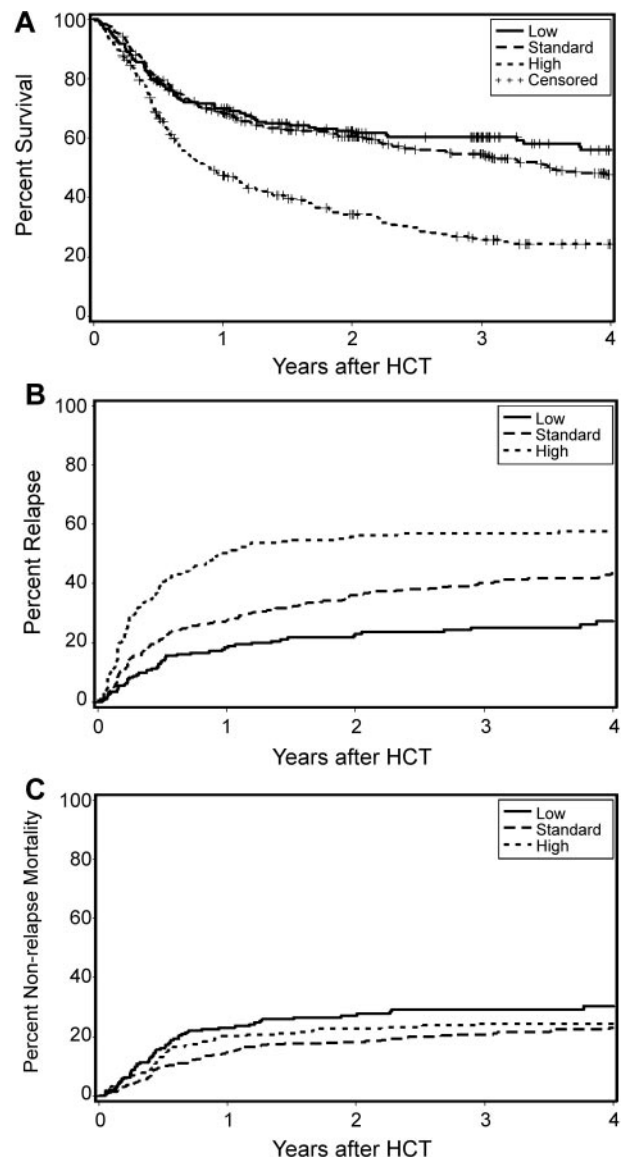 A
Percent Survival
100
80
60
40
20
0
Low
Standard
High
Censored
0 1 2 3 4
Years after HCT
B
Percent Relapse
100
80
60
40
20
0
Low
Standard
High
0 1 2 3 4
Years after HCT
C
Percent Non-relapse Mortality
100
80
60
40
20
0
Low
Standard
High
0 1 2 3 4
Years after HCT